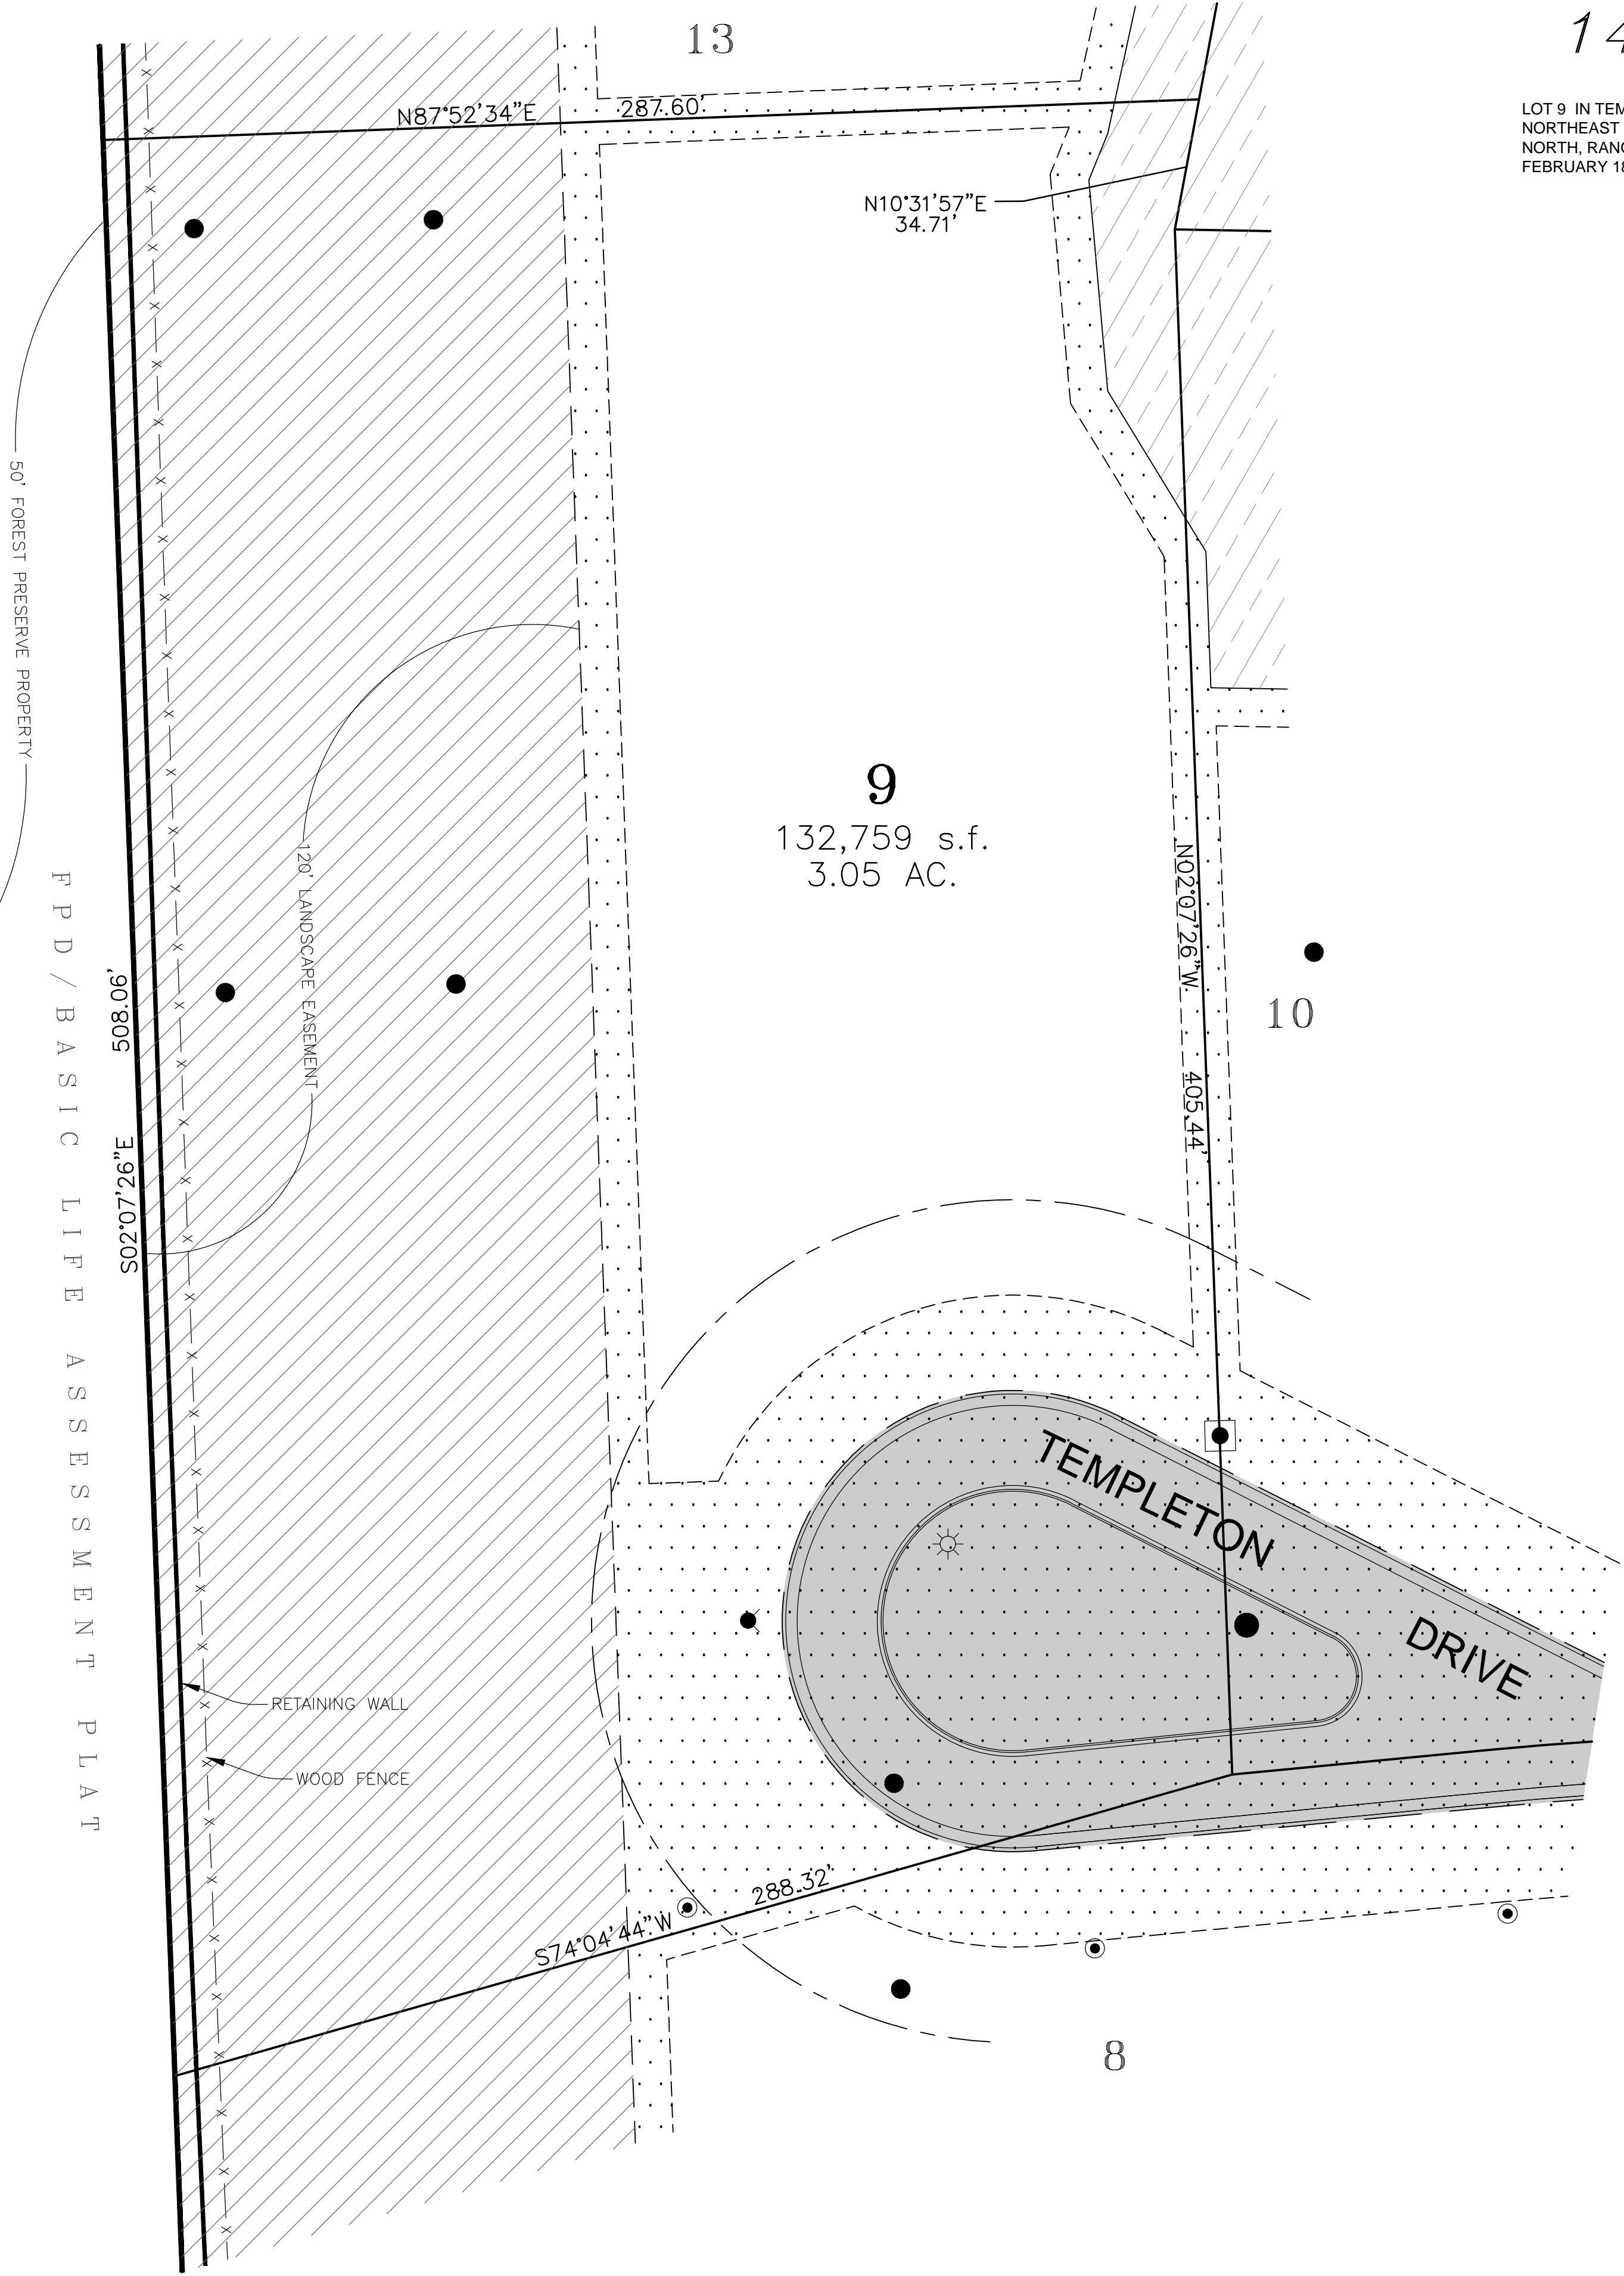 13
14
N87°52'34"E 287.60'
LOT 9 IN TEM
NORTHEAST
NORTH, RANG
FEBRUARY 18
N10°31'57"E
34.71'
50' FOREST PRESERVE PROPERTY
9
132,759 s.f.
3.05 AC.
120' LANDSCAPE EASEMENT
N02°07'26"W 405.44'
10
FPD/BASIC LIFE ASSESSMENT PLAT
S02°07'26"E 508.06'
TEMPLETON
DRIVE
RETAINING WALL
WOOD FENCE
S74°04'44"W 288.32'
8